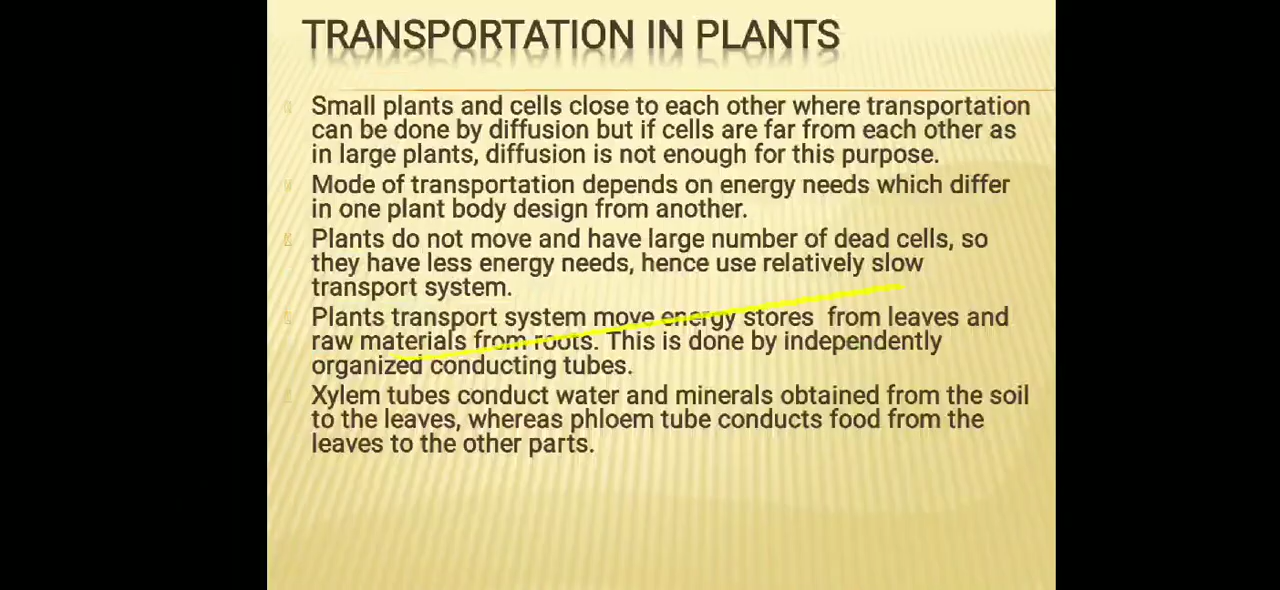 TRANSPORTATION IN PLANTS
Small plants and cells close to each other where transportation
can be done by diffusion but if cells are far from each other as
in large plants, diffusion is not enough for this purpose.
Mode of transportation depends on energy needs which differ
in one plant body design from another.
Plants do not move and have large number of dead cells, so
they have less energy needs, hence use relatively slow
transport system.
Plants transport system move energy stores from leaves and
raw materials from roots. This is done by independently
organized conducting tubes.
Xylem tubes conduct water and minerals obtained from the soil
to the leaves, whereas phloem tube conducts food from the
leaves to the other parts.